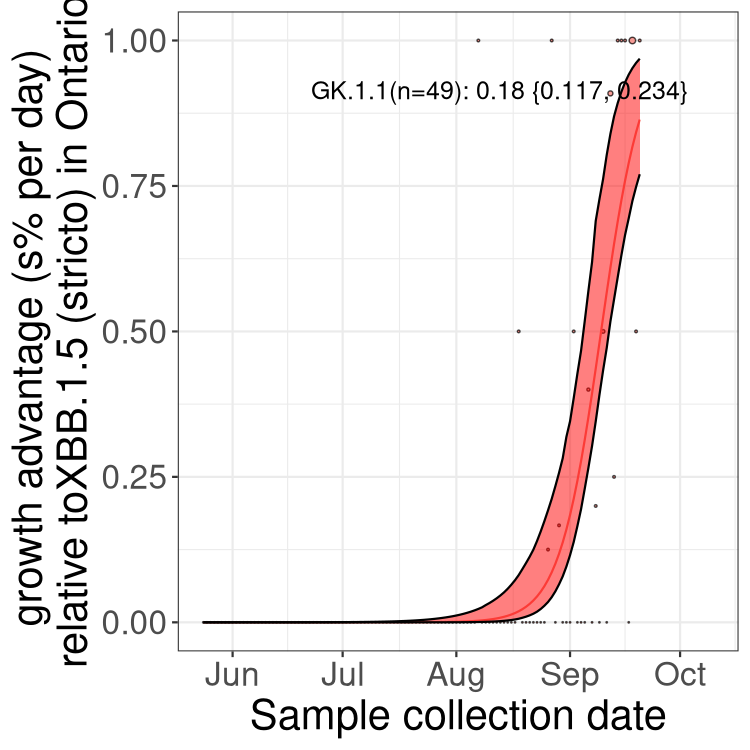 growth advantage (s% per day)
relative toXBB.1.5 (stricto) in Ontario
1.00
0.75
0.50
0.25
0.00
GK.1.1(n=49): 0.18 {0.117, 0.234}
Jun Jul Aug Sep Oct
Sample collection date